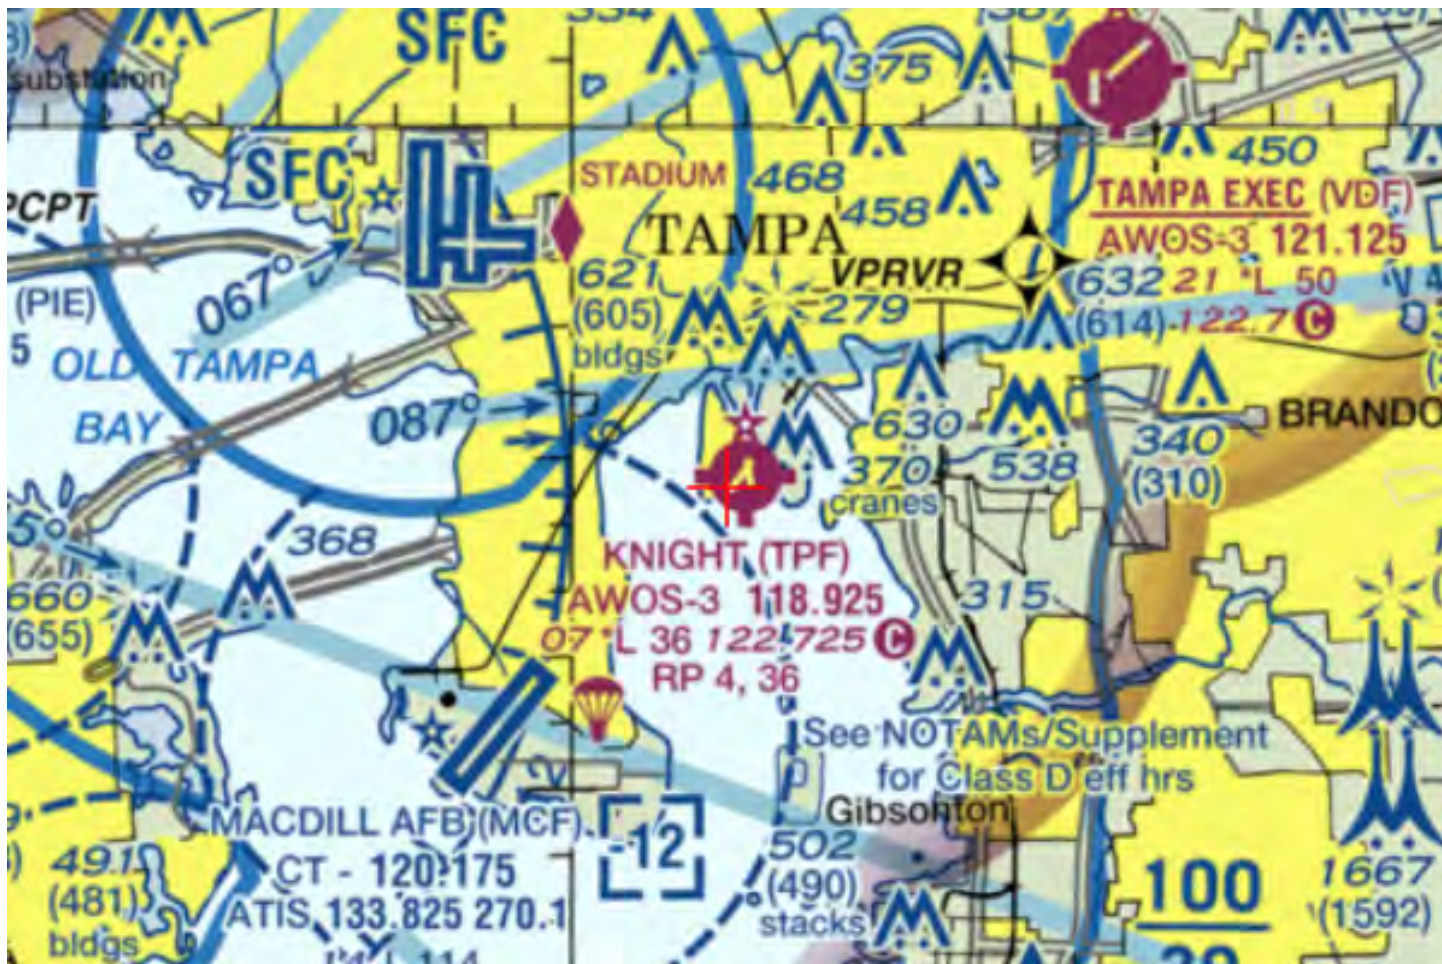 SFC
375
substation
SFC
STADIUM
468
450
458
TAMPA
TAMPA EXEC (VDF)
AWOS-3 121.125
632 21 *L 50
(614) 122.7 C
VPRVR
279
621
(605)
bldgs
067°
(PIE)
5
OLD TAMPA
BAY
087°
630
370
cranes
538
340
(310)
368
5°
660
(655)
KNIGHT (TPF)
AWOS-3 118.925
07 *L 36 122.725 C
RP 4, 36
315
See NOTAMs/Supplement
for Class D eff hrs
Gibsonton
MACDILL AFB (MCF)
CT - 120.175
ATIS 133.825 270.1
12
502
(490)
stacks
491
(481)
bldgs
100
1667
(1592)